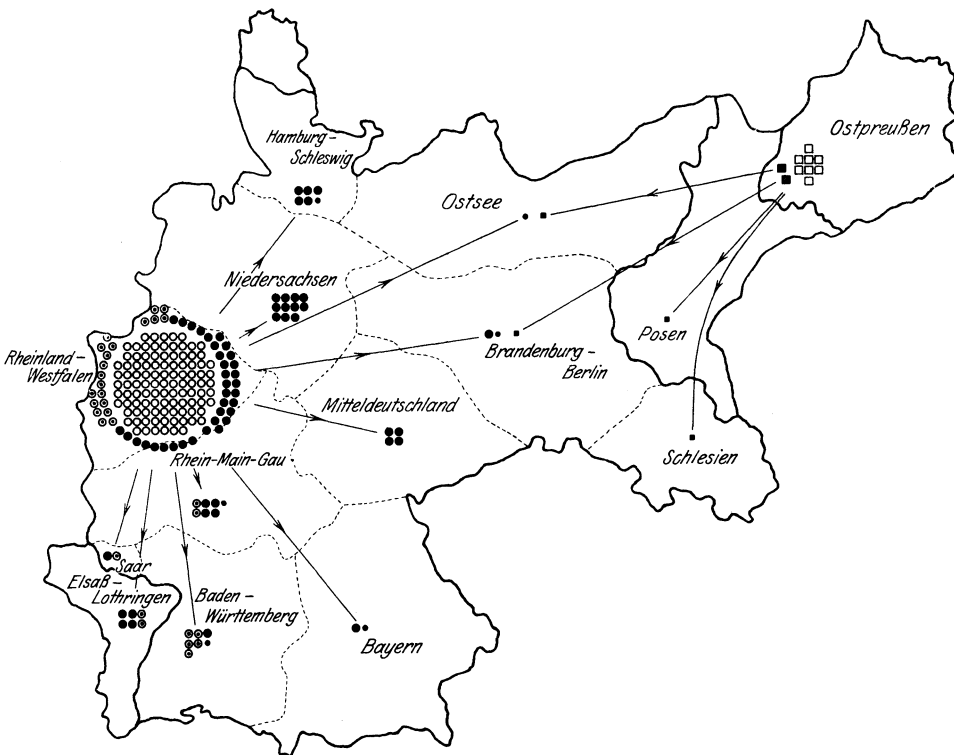 Hamburg-
Schleswig
Ostpreußen
Ostsee
Niedersachsen
Rheinland-
Westfalen
Posen
Brandenburg-
Berlin
Mitteldeutschland
Schlesien
Rhein-Main-Gau
Saar
Elsaß-
Lothringen
Baden-
Württemberg
Bayern